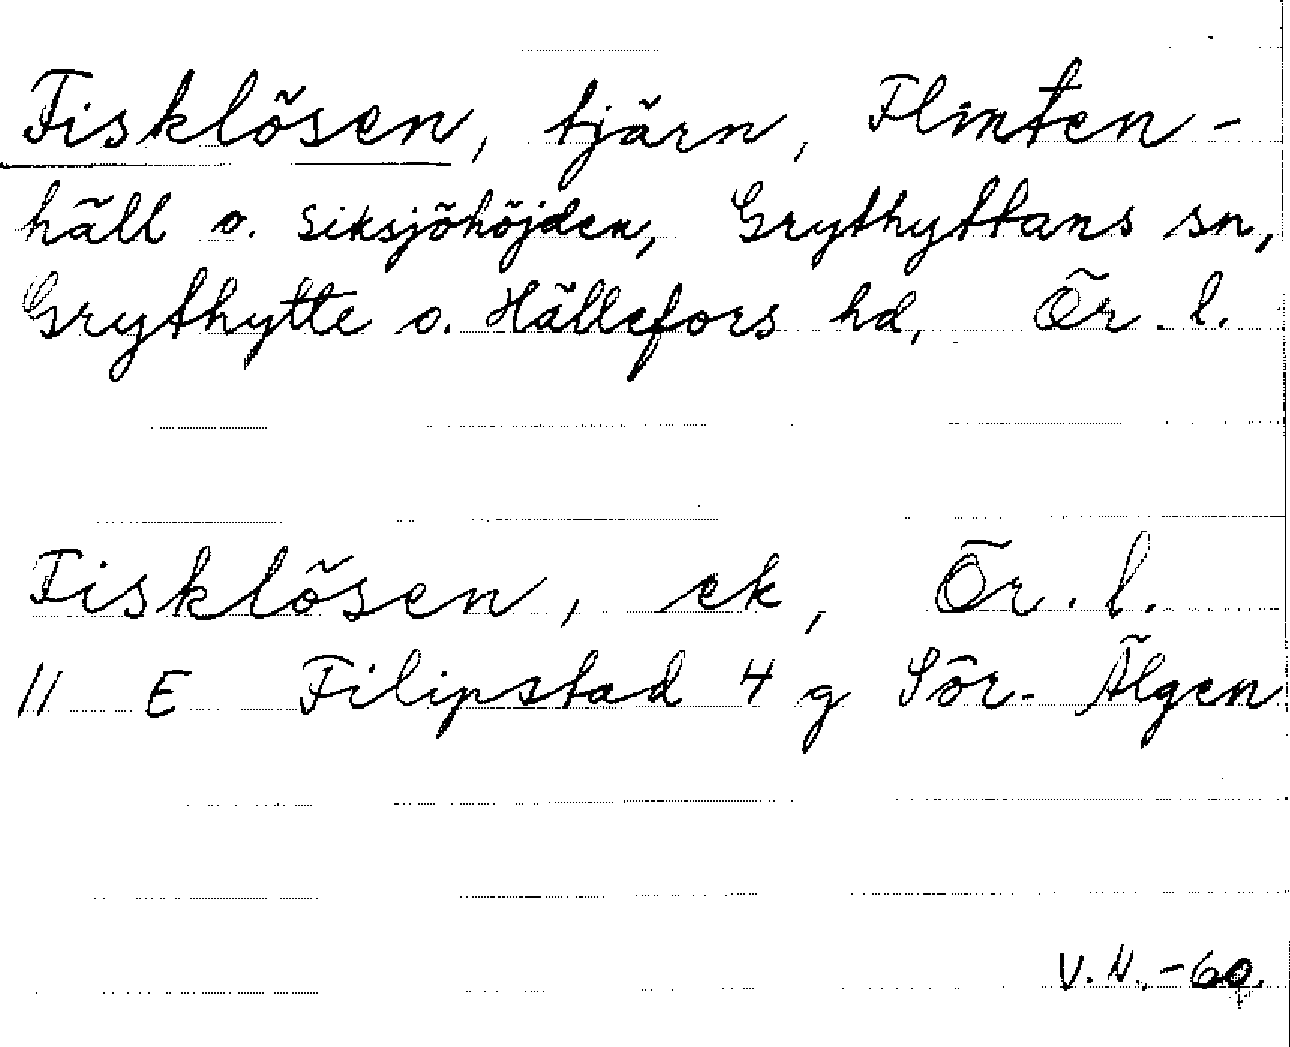 Fisklösen, tjärn, Flinten-
häll o. Siksjöhöjden, Grythyttans sn,
Grythytte o. Hällefors hd, Ör. l.
Fisklösen, ek, Ör. l.
11 E Filipstad 4 g Sör-Älgen
V.N.,-60.